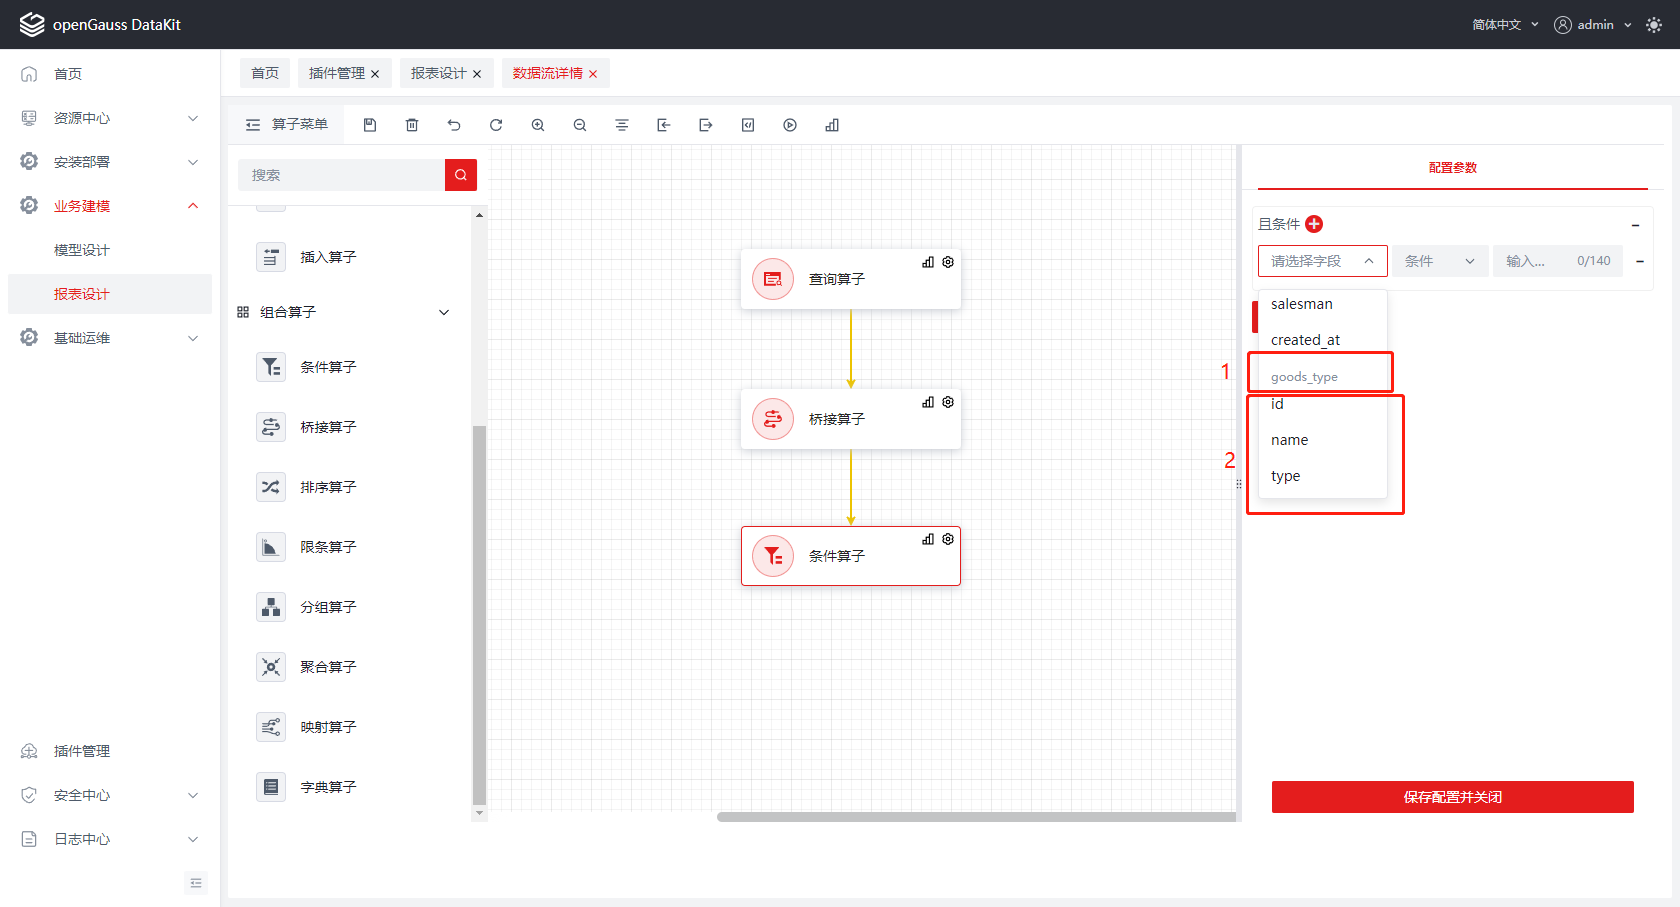 openGauss DataKit
简体中文
admin
首页
资源中心
安装部署
业务建模
模型设计
报表设计
基础运维
插件管理
安全中心
日志中心
首页
插件管理
报表设计
数据流详情
算子菜单
搜索
插入算子
组合算子
条件算子
桥接算子
排序算子
限条算子
分组算子
聚合算子
映射算子
字典算子
查询算子
桥接算子
条件算子
配置参数
且条件
请选择字段
条件
输入...
0/140
salesman
created_at
1
goods_type
id
name
2
type
保存配置并关闭